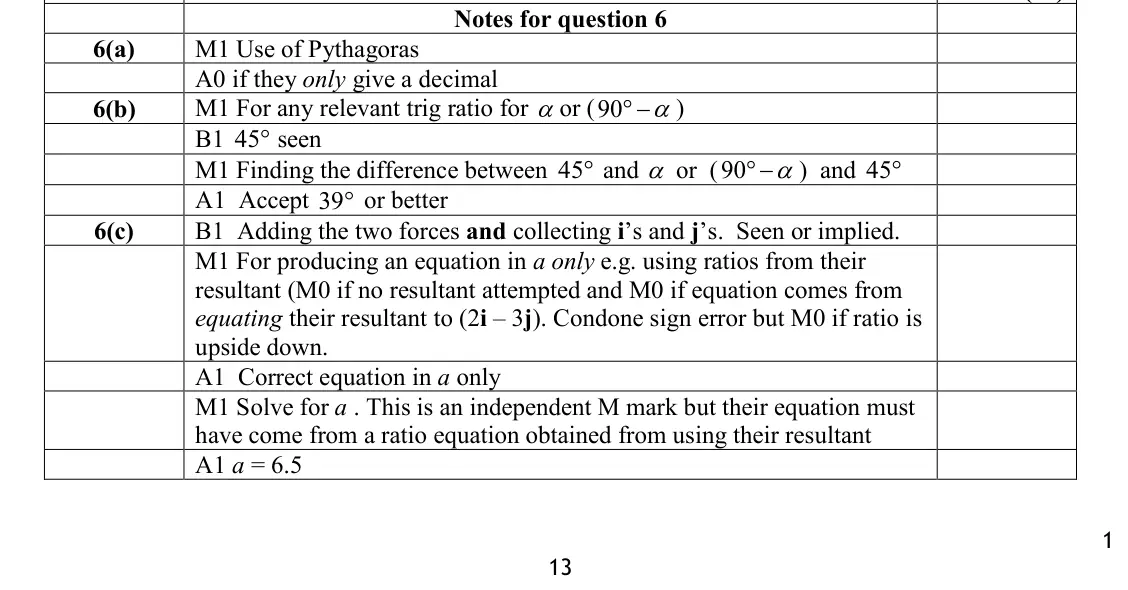 Notes for question 6
6(a) M1 Use of Pythagoras
A0 if they only give a decimal
6(b) M1 For any relevant trig ratio for α or (90° – α )
B1 45° seen
M1 Finding the difference between 45° and α or (90° – α ) and 45°
A1 Accept 39° or better
6(c) B1 Adding the two forces and collecting i’s and j’s. Seen or implied.
M1 For producing an equation in a only e.g. using ratios from their
resultant (M0 if no resultant attempted and M0 if equation comes from
equating their resultant to (2i – 3j). Condone sign error but M0 if ratio is
upside down.
A1 Correct equation in a only
M1 Solve for a . This is an independent M mark but their equation must
have come from a ratio equation obtained from using their resultant
A1 a = 6.5
1
13